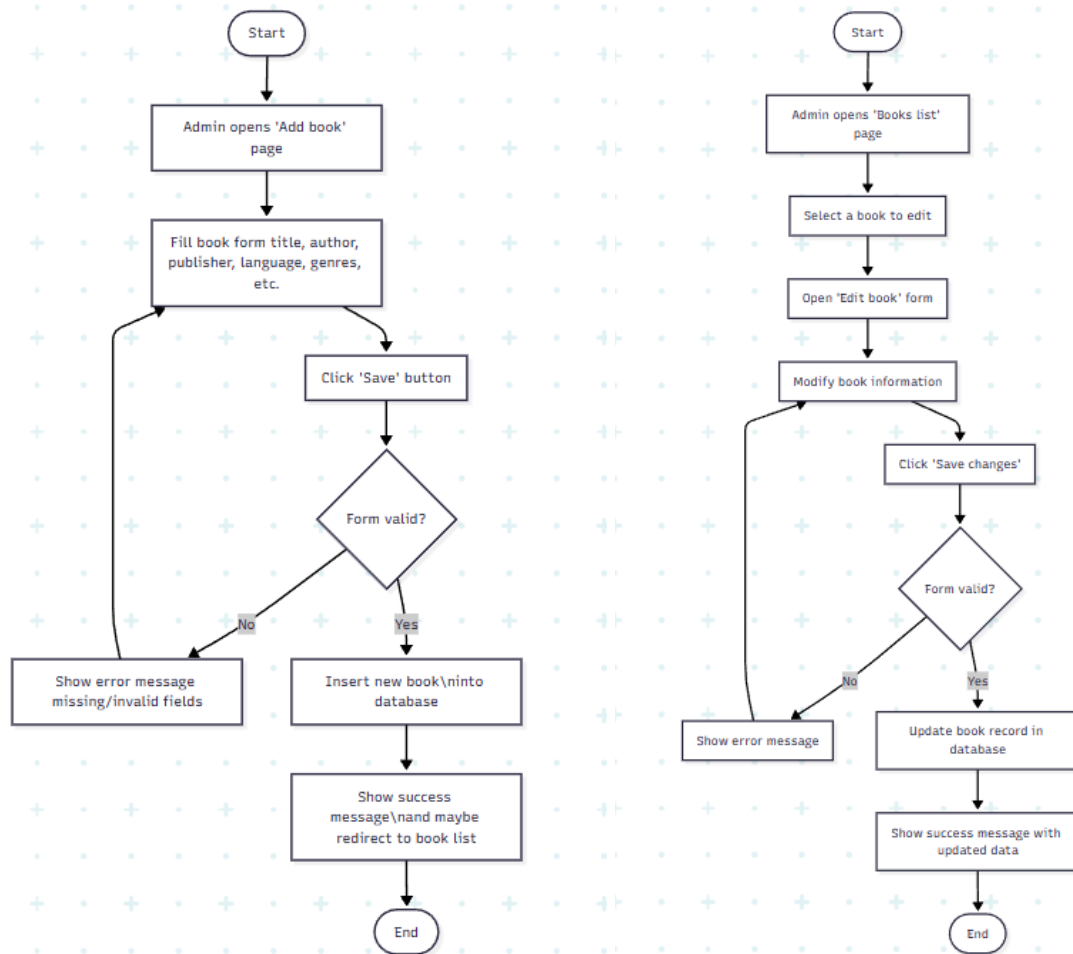 Start
Admin opens 'Add book'
page
Fill book form title, author,
publisher, language, genres,
etc.
Click 'Save' button
Form valid?
No
Yes
Show error message
missing/invalid fields
Insert new book\ninto
database
Show success
message\nand maybe
redirect to book list
End
Start
Admin opens 'Books list'
page
Select a book to edit
Open 'Edit book' form
Modify book information
Click 'Save changes'
Form valid?
No
Yes
Show error message
Update book record in
database
Show success message with
updated data
End